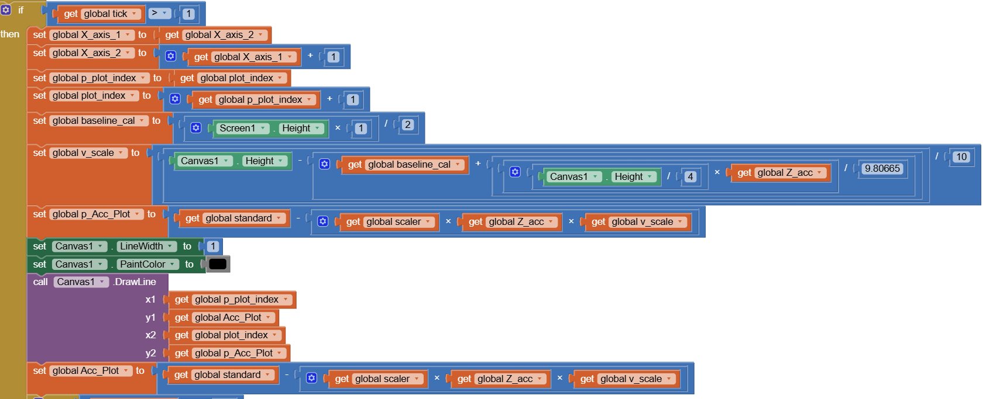 if get global tick > 1
then set global X_axis_1 to get global X_axis_2
set global X_axis_2 to get global X_axis_1 + 1
set global p_plot_index to get global plot_index
set global plot_index to get global p_plot_index + 1
set global baseline_cal to Screen1 . Height × 1 / 2
set global v_scale to Canvas1 . Height - get global baseline_cal + Canvas1 . Height / 4 × get global Z_acc / 9.80665 / 10
set global p_Acc_Plot to get global standard - get global scaler × get global Z_acc × get global v_scale
set Canvas1 . LineWidth to 1
set Canvas1 . PaintColor to
call Canvas1 .DrawLine
x1 get global p_plot_index
y1 get global Acc_Plot
x2 get global plot_index
y2 get global p_Acc_Plot
set global Acc_Plot to get global standard - get global scaler × get global Z_acc × get global v_scale